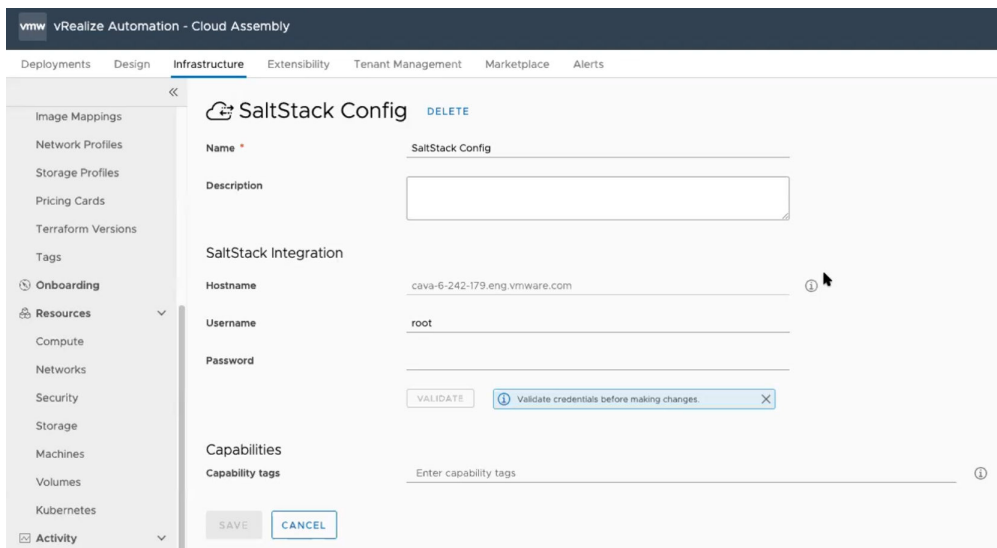 vmw vRealize Automation - Cloud Assembly
Deployments Design Infrastructure Extensibility Tenant Management Marketplace Alerts
Image Mappings
Network Profiles
Storage Profiles
Pricing Cards
Terraform Versions
Tags
Onboarding
Resources
Compute
Networks
Security
Storage
Machines
Volumes
Kubernetes
Activity
SaltStack Config DELETE
Name * SaltStack Config
Description
SaltStack Integration
Hostname cava-6-242-179.eng.vmware.com
Username root
Password
VALIDATE Validate credentials before making changes.
Capabilities
Capability tags Enter capability tags
SAVE CANCEL